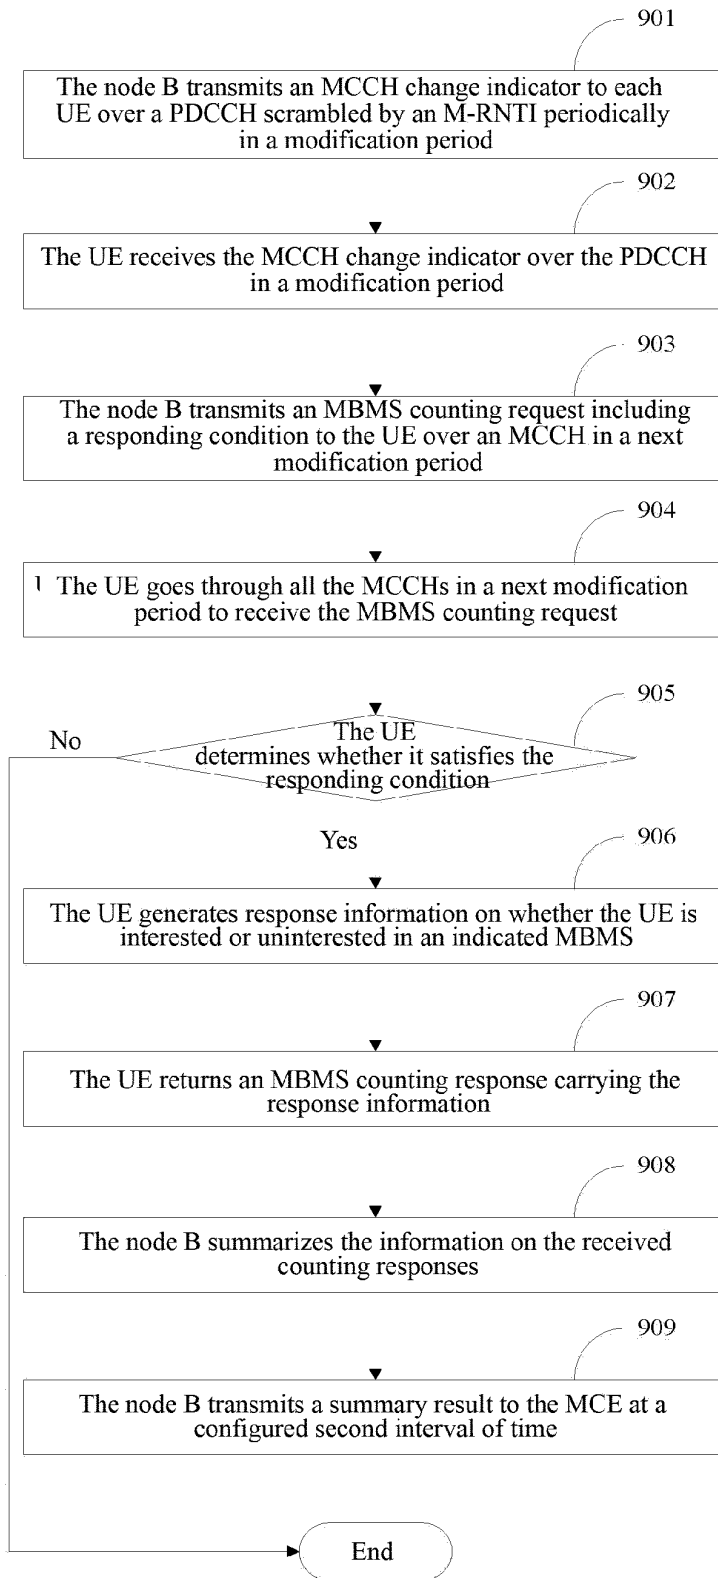 901
The node B transmits an MCCH change indicator to each
UE over a PDCCH scrambled by an M-RNTI periodically
in a modification period
902
The UE receives the MCCH change indicator over the PDCCH
in a modification period
903
The node B transmits an MBMS counting request including
a responding condition to the UE over an MCCH in a next
modification period
904
The UE goes through all the MCCHs in a next modification
period to receive the MBMS counting request
905
No
The UE
determines whether it satisfies the
responding condition
Yes
906
The UE generates response information on whether the UE is
interested or uninterested in an indicated MBMS
907
The UE returns an MBMS counting response carrying the
response information
908
The node B summarizes the information on the received
counting responses
909
The node B transmits a summary result to the MCE at a
configured second interval of time
End